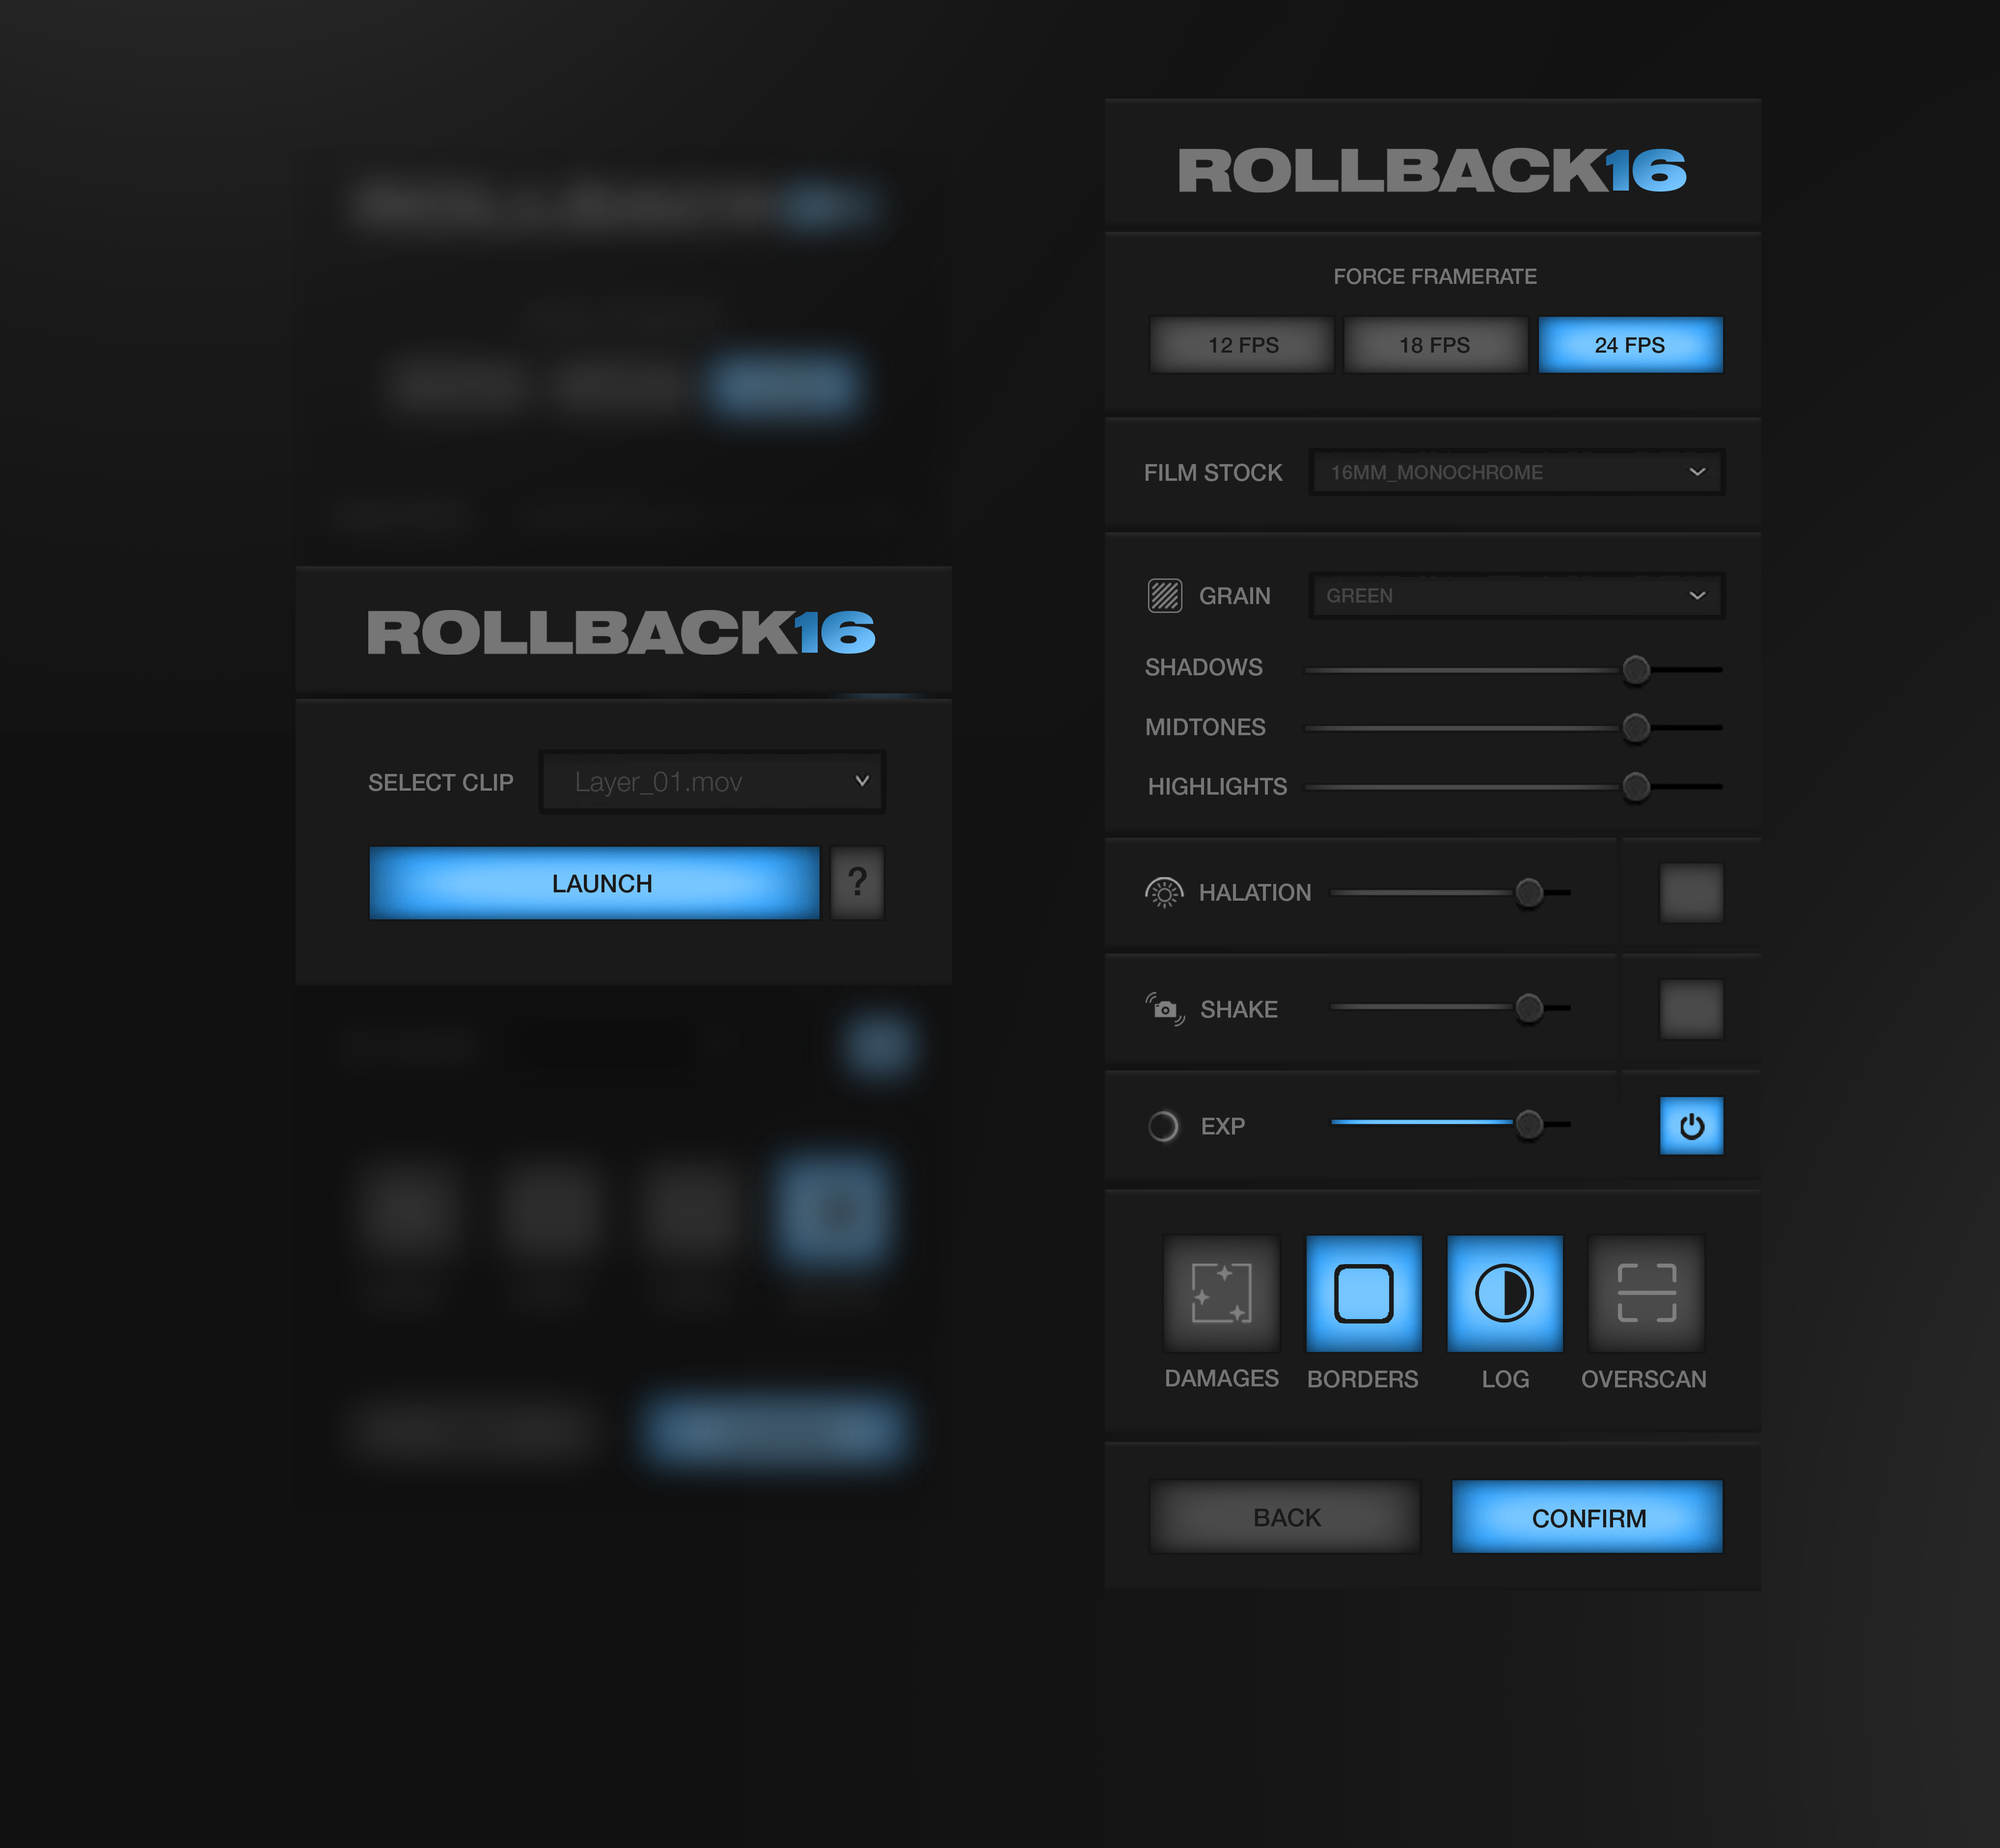 ROLLBACK16
SELECT CLIP
Layer_01.mov
LAUNCH
?
ROLLBACK16
FORCE FRAMERATE
12 FPS
18 FPS
24 FPS
FILM STOCK
16MM_MONOCHROME
GRAIN
GREEN
SHADOWS
MIDTONES
HIGHLIGHTS
HALATION
SHAKE
EXP
DAMAGES
BORDERS
LOG
OVERSCAN
BACK
CONFIRM